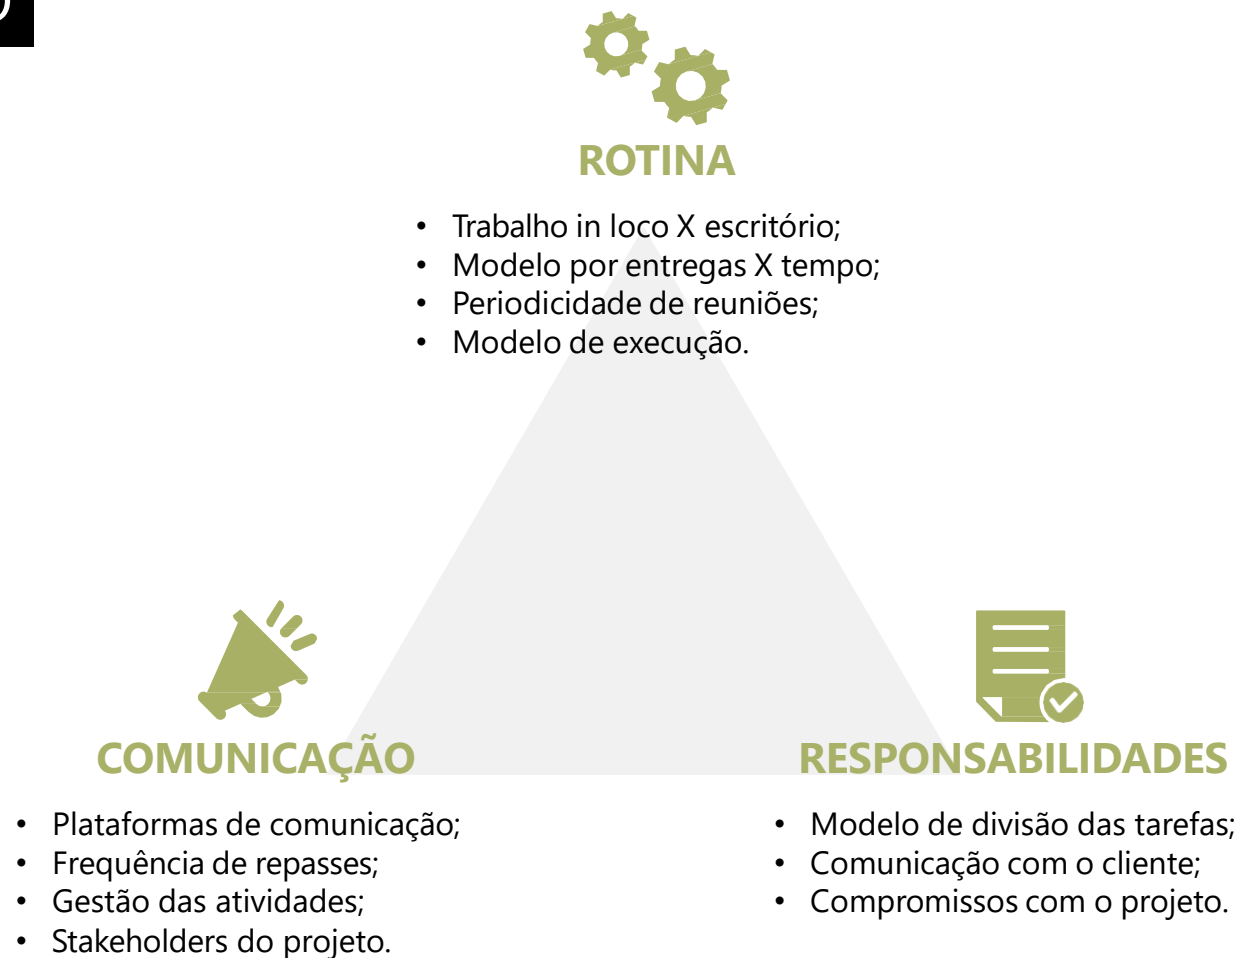 ROTINA
• Trabalho in loco X escritório;
• Modelo por entregas X tempo;
• Periodicidade de reuniões;
• Modelo de execução.
COMUNICAÇÃO
• Plataformas de comunicação;
• Frequência de repasses;
• Gestão das atividades;
• Stakeholders do projeto.
RESPONSABILIDADES
• Modelo de divisão das tarefas;
• Comunicação com o cliente;
• Compromissos com o projeto.